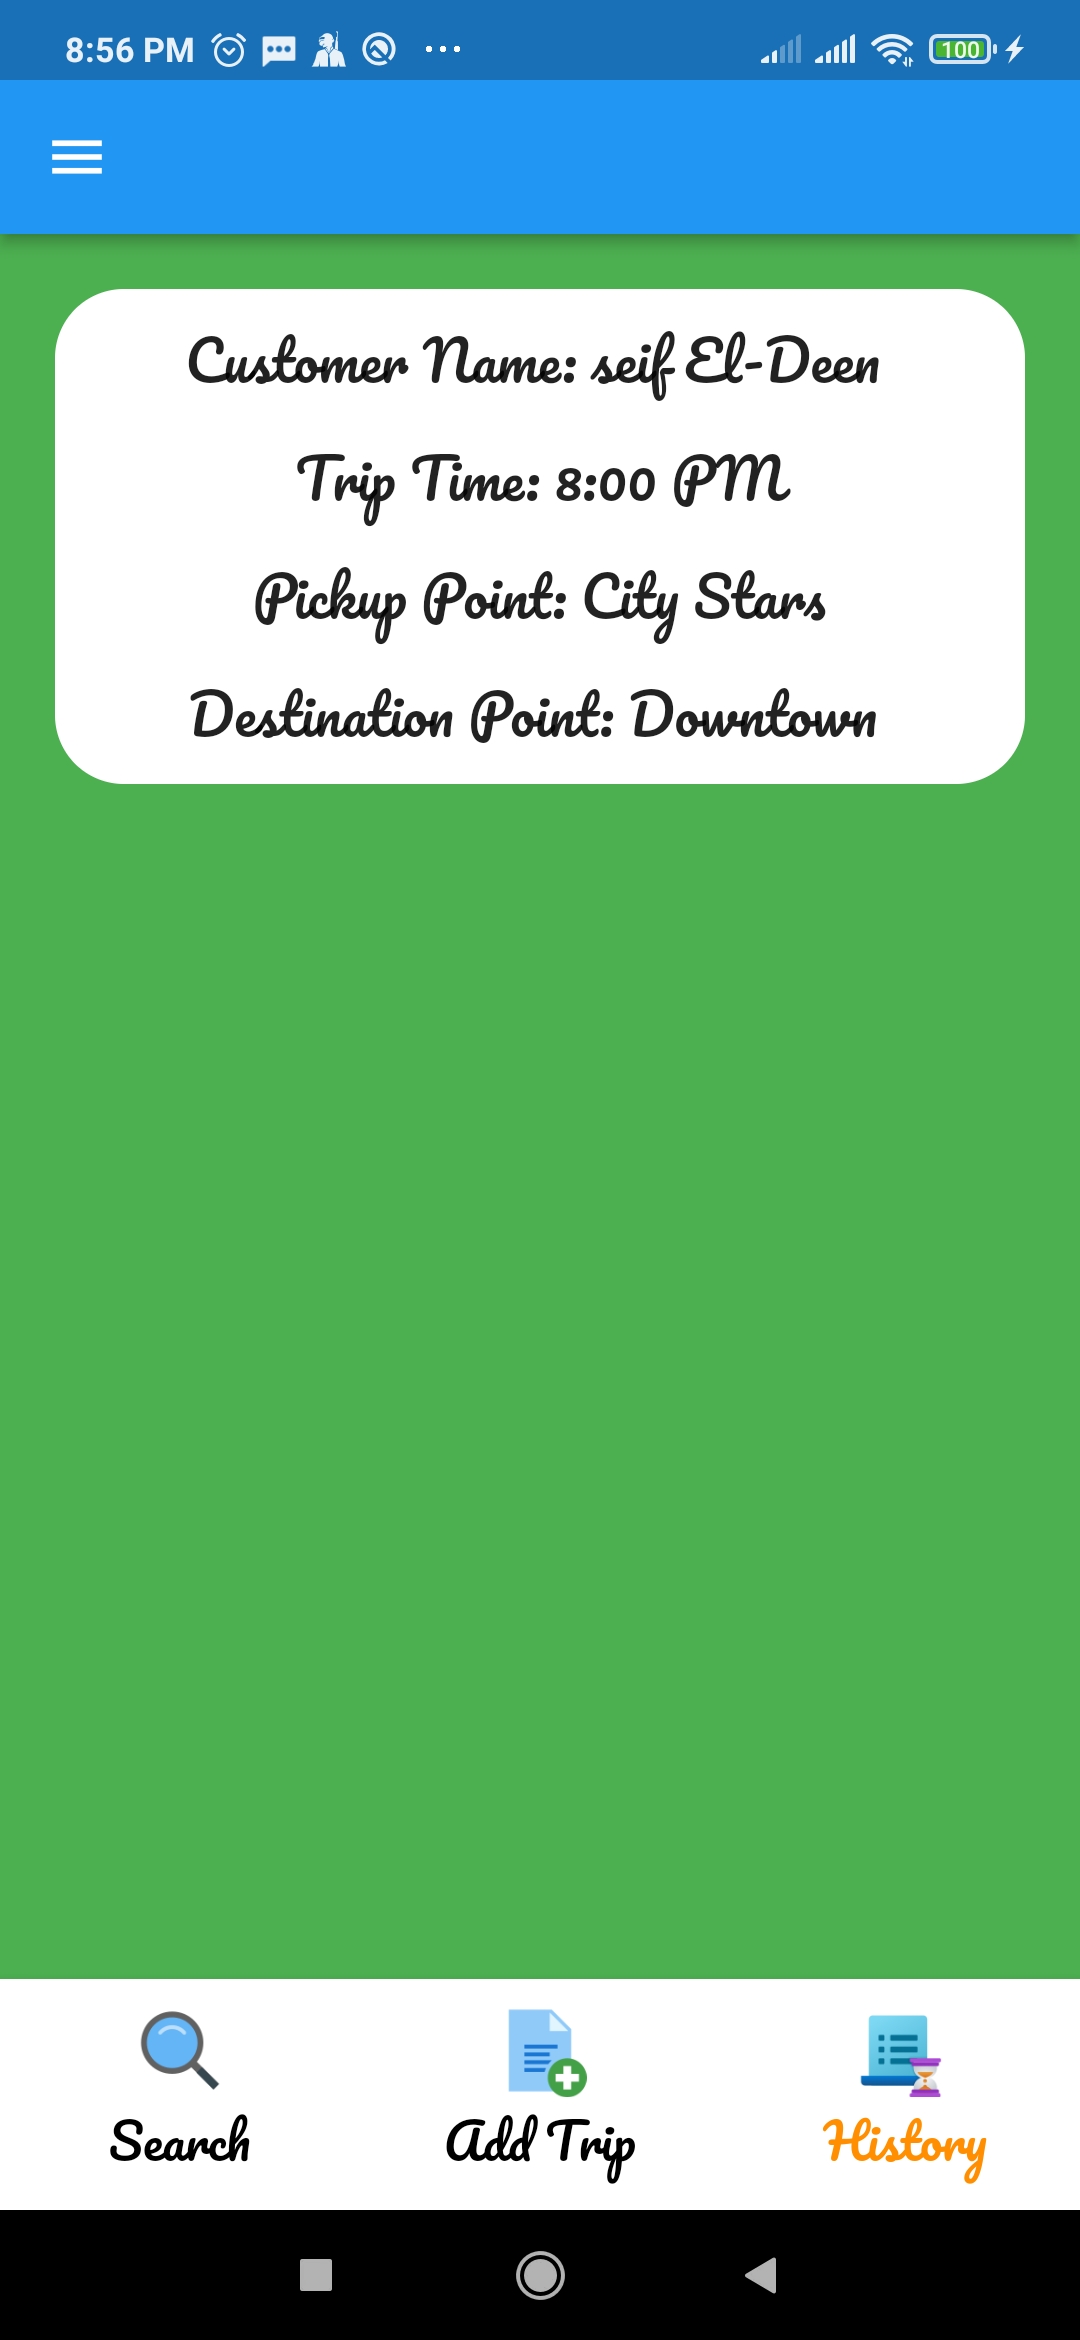 8:56 PM
100
Customer Name: seif El-Deen
Trip Time: 8:00 PM
Pickup Point: City Stars
Destination Point: Downtown
Search
Add Trip
History